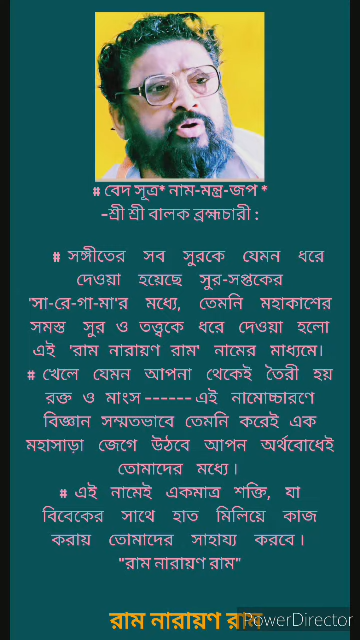 # বেদ সূত্র* নাম-মন্ত্র-জপ *
-শ্রী শ্রী বালক ব্রহ্মচারী :
# সঙ্গীতের সব সুরকে যেমন ধরে
দেওয়া হয়েছে সুর-সপ্তকের
'সা-রে-গা-মা'র মধ্যে, তেমনি মহাকাশের
সমস্ত সুর ও তত্ত্বকে ধরে দেওয়া হলো
এই 'রাম নারায়ণ রাম' নামের মাধ্যমে।
# খেলে যেমন আপনা থেকেই তৈরী হয়
রক্ত ও মাংস ------ এই নামোচ্চারণে
বিজ্ঞান সম্মতভাবে তেমনি করেই এক
মহাসাড়া জেগে উঠবে আপন অর্থবোধেই
তোমাদের মধ্যে।
# এই নামেই একমাত্র শক্তি, যা
বিবেকের সাথে হাত মিলিয়ে কাজ
করায় তোমাদের সাহায্য করবে।
"রাম নারায়ণ রাম"
রাম নারায়ণ রাম
PowerDirector